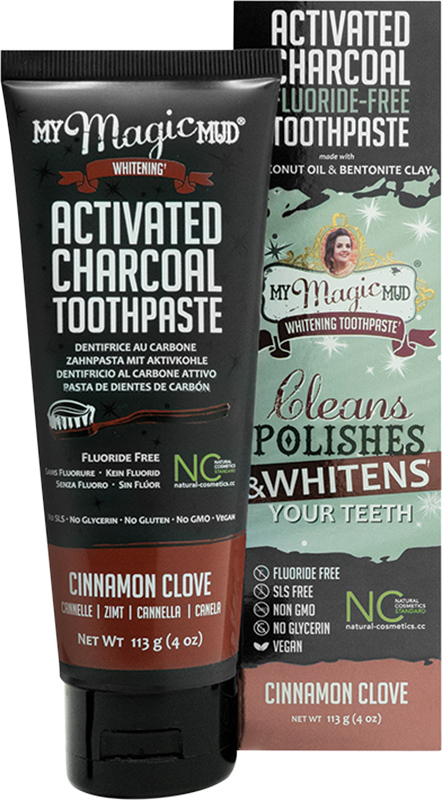 MY Magic MUD®
WHITENING'
ACTIVATED
CHARCOAL
TOOTHPASTE
DENTIFRICE AU CARBONE
ZAHNPASTA MIT AKTIVKOHLE
DENTIFRICIO AL CARBONE ATTIVO
PASTA DE DIENTES DE CARBÓN
FLUORIDE FREE
SANS FLUORURE • KEIN FLUORID
SENZA FLUORO • SIN FLÚOR
NC NATURAL
COSMETICS
STANDARD
natural-cosmetics.cc
NO SLS • NO GLYCERIN • NO GLUTEN • NO GMO • VEGAN
CINNAMON CLOVE
CANNELLE | ZIMT | CANNELLA | CANELA
NET WT 113 g (4 oz)
ACTIVATED
CHARCOAL
FLUORIDE-FREE
TOOTHPASTE
made with
CONUT OIL & BENTONITE CLAY
MY Magic MUD®
WHITENING TOOTHPASTE'
Cleans
POLISHES
&WHITENS
YOUR TEETH
FLUORIDE FREE
SLS FREE
NON GMO
NO GLYCERIN
VEGAN
NC NATURAL
COSMETICS
STANDARD
natural-cosmetics.cc
CINNAMON CLOVE
NET WT 113 g (4 oz)